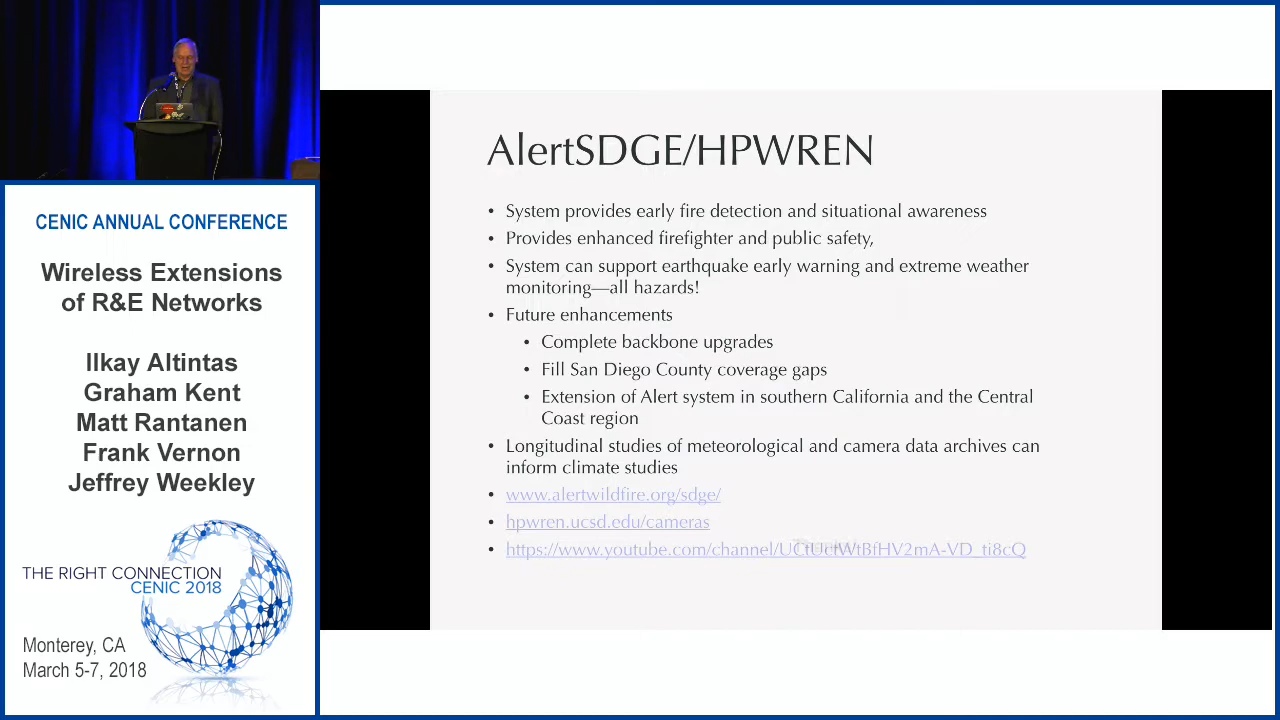 CENIC ANNUAL CONFERENCE
Wireless Extensions
of R&E Networks
Ilkay Altintas
Graham Kent
Matt Rantanen
Frank Vernon
Jeffrey Weekley
THE RIGHT CONNECTION
CENIC 2018
Monterey, CA
March 5-7, 2018
AlertSDGE/HPWREN
• System provides early fire detection and situational awareness
• Provides enhanced firefighter and public safety,
• System can support earthquake early warning and extreme weather
monitoring—all hazards!
• Future enhancements
• Complete backbone upgrades
• Fill San Diego County coverage gaps
• Extension of Alert system in southern California and the Central
Coast region
• Longitudinal studies of meteorological and camera data archives can
inform climate studies
• www.alertwildfire.org/sdge/
• hpwren.ucsd.edu/cameras